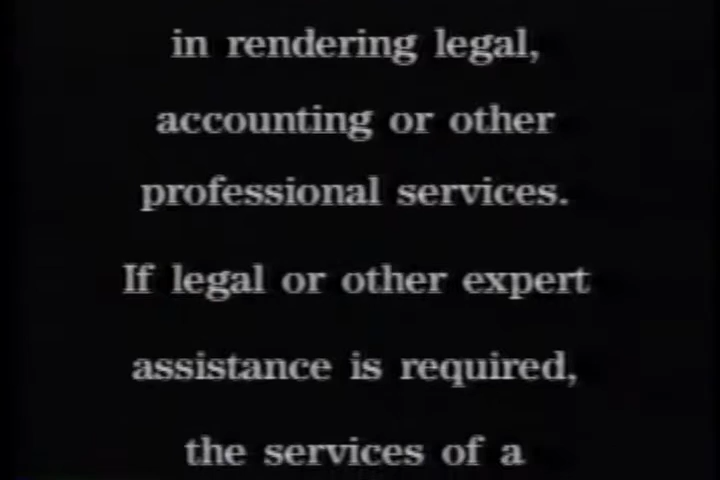 in rendering legal,
accounting or other
professional services.
If legal or other expert
assistance is required,
the services of a